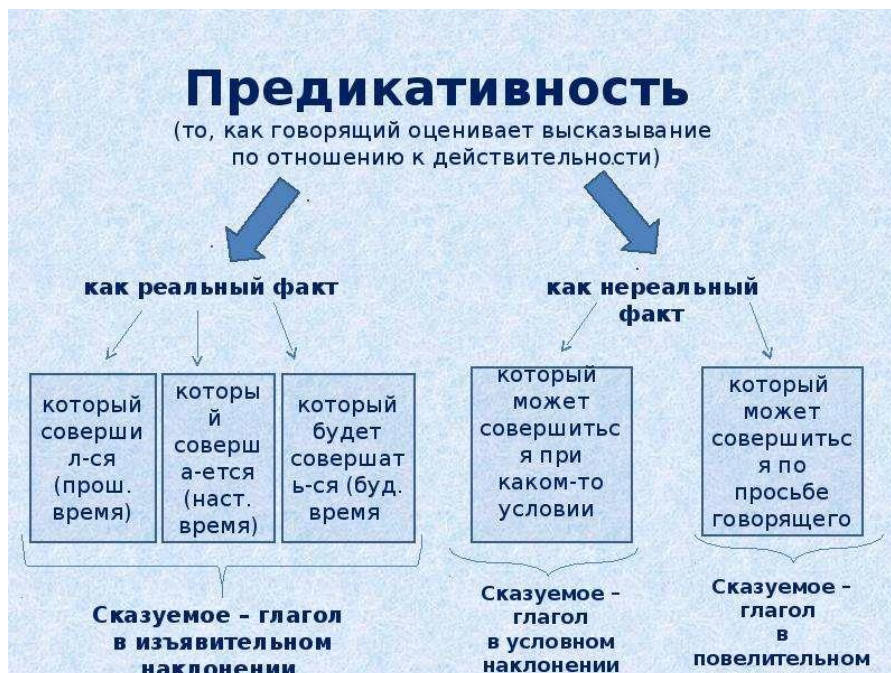 Предикативность
(то, как говорящий оценивает высказывание
по отношению к действительности)
как реальный факт
как нереальный
факт
который
соверши
л-ся
(прош.
время)
которы
й
соверш
а-ется
(наст.
время)
который
будет
совершат
ь-ся (буд.
время
который
может
совершитьс
я при
каком-то
условии
который
может
совершитьс
я по
просьбе
говорящего
Сказуемое – глагол
в изъявительном
наклонении
Сказуемое –
глагол
в условном
наклонении
Сказуемое –
глагол
в
повелительном